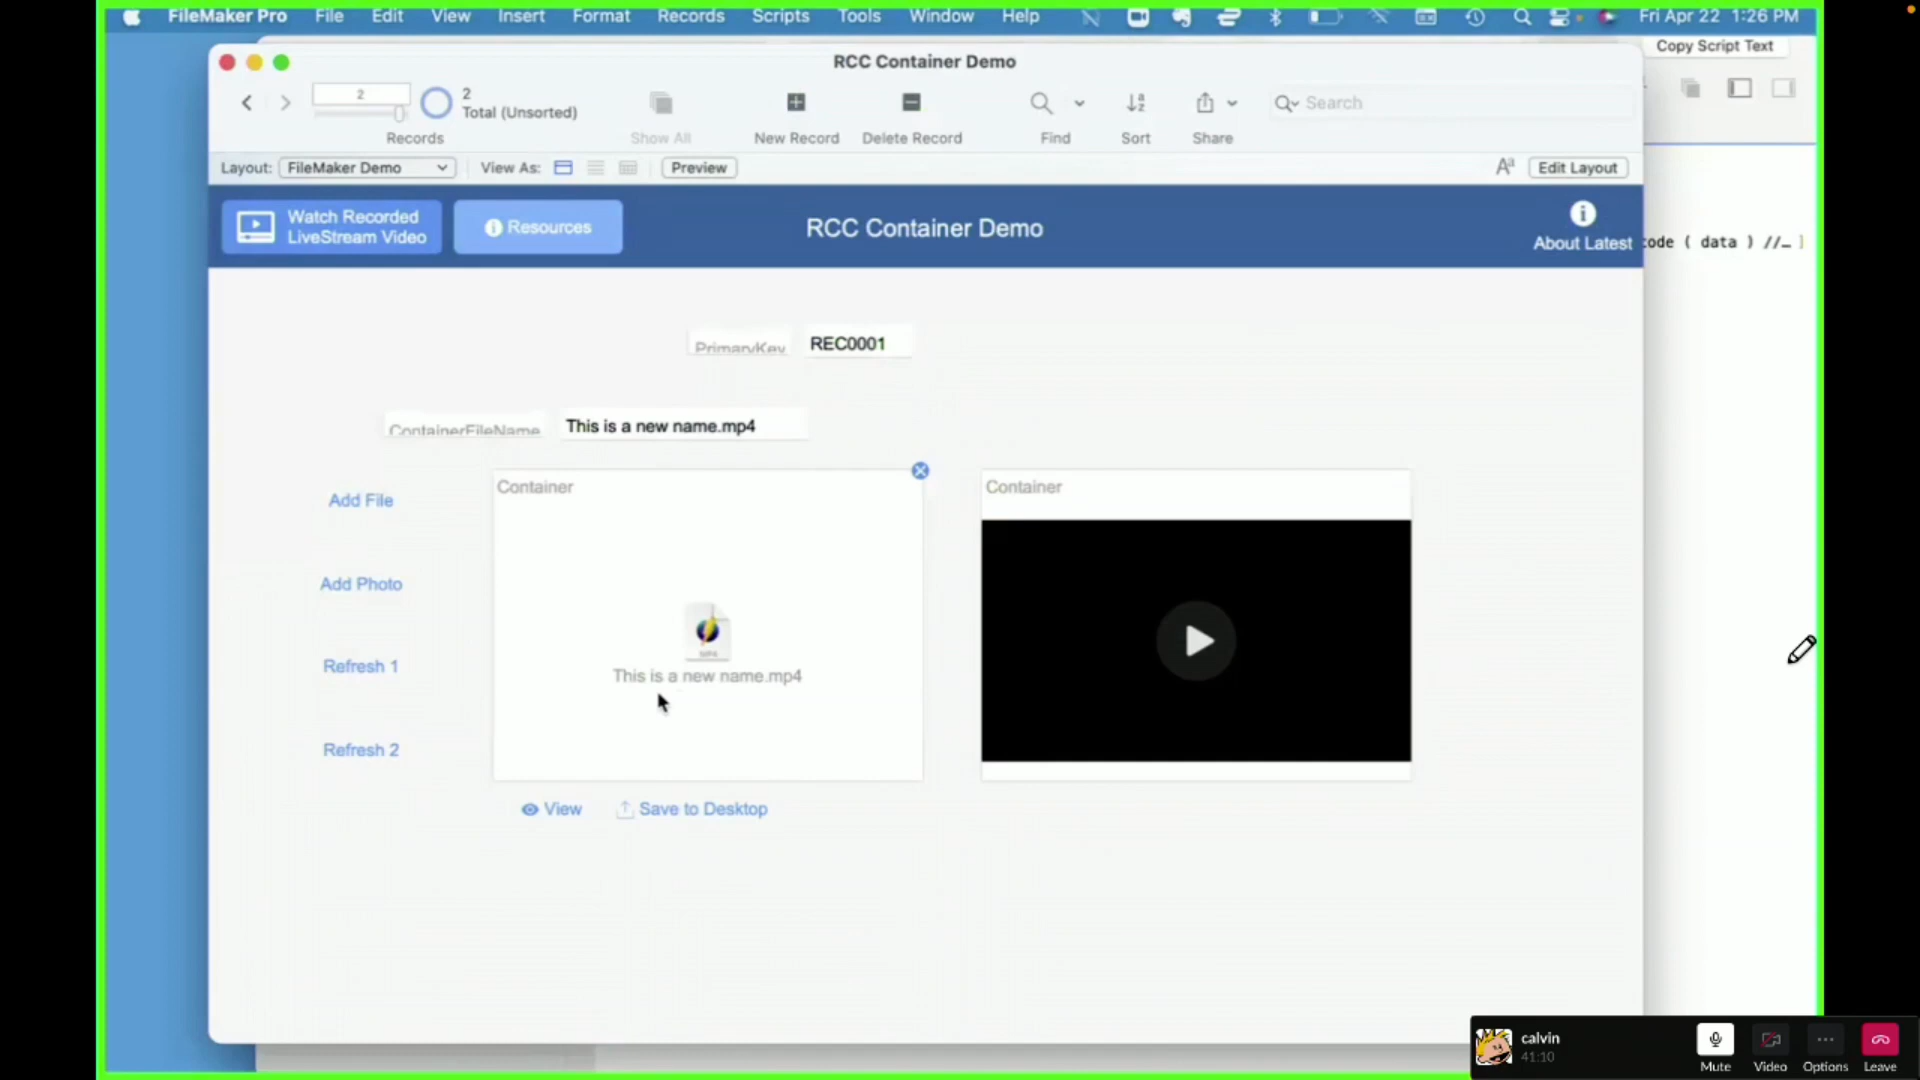 FileMaker Pro File Edit View Insert Format Records Scripts Tools Window Help Fri Apr 22 1:26 PM
Copy Script Text
RCC Container Demo
2
2
Total (Unsorted)
Search
Records Show All New Record Delete Record Find Sort Share
Layout: FileMaker Demo View As: Preview Aa Edit Layout
Watch Recorded
LiveStream Video
Resources
RCC Container Demo
About Latest
code ( data ) //… ]
PrimaryKey REC0001
ContainerFileName This is a new name.mp4
Container
Container
Add File
Add Photo
MP4
This is a new name.mp4
Refresh 1
Refresh 2
View Save to Desktop
calvin
41:10
Mute Video Options Leave